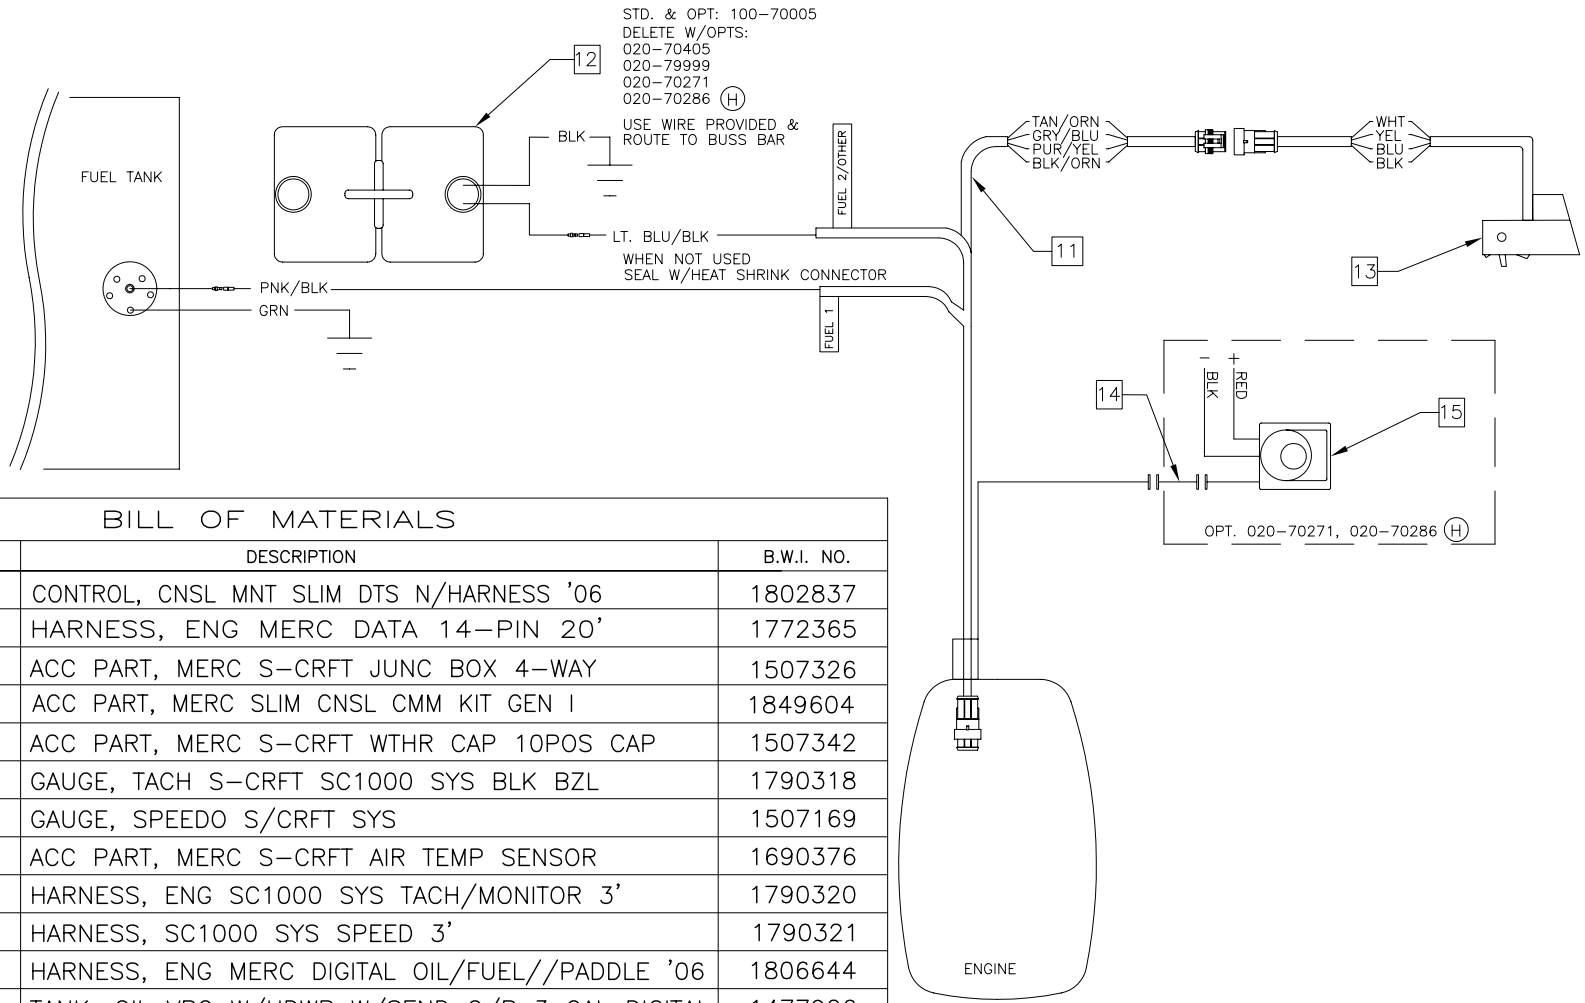 STD. & OPT: 100-70005
DELETE W/OPTS:
020-70405
020-79999
020-70271
020-70286 H
USE WIRE PROVIDED &
ROUTE TO BUSS BAR
12
BLK
FUEL TANK
FUEL 2/OTHER
TAN/ORN
GRY/BLU
PUR/YEL
BLK/ORN
WHT
YEL
BLU
BLK
LT. BLU/BLK
WHEN NOT USED
SEAL W/HEAT SHRINK CONNECTOR
11
13
PNK/BLK
GRN
FUEL 1
- +
BLK
RED
14
15
OPT. 020-70271, 020-70286 H
BILL OF MATERIALS
DESCRIPTION B.W.I. NO.
CONTROL, CNSL MNT SLIM DTS N/HARNESS '06 1802837
HARNESS, ENG MERC DATA 14-PIN 20' 1772365
ACC PART, MERC S-CRFT JUNC BOX 4-WAY 1507326
ACC PART, MERC SLIM CNSL CMM KIT GEN I 1849604
ACC PART, MERC S-CRFT WTHR CAP 10POS CAP 1507342
GAUGE, TACH S-CRFT SC1000 SYS BLK BZL 1790318
GAUGE, SPEEDO S/CRFT SYS 1507169
ACC PART, MERC S-CRFT AIR TEMP SENSOR 1690376
HARNESS, ENG SC1000 SYS TACH/MONITOR 3' 1790320
HARNESS, SC1000 SYS SPEED 3' 1790321
HARNESS, ENG MERC DIGITAL OIL/FUEL//PADDLE '06 1806644
ENGINE